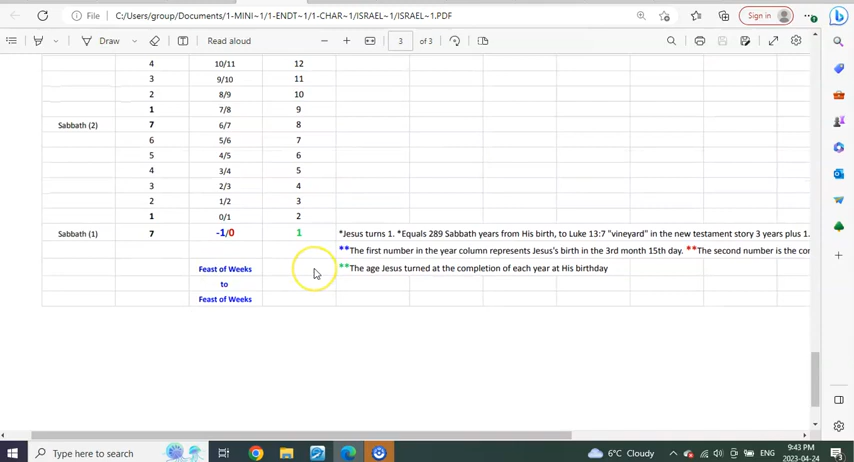 File C:/Users/group/Documents/1-MINI~1/1-ENDT~1/1-CHAR~1/ISRAEL~1/ISRAEL~1.PDF Sign in
Draw Read aloud 3 of 3
4 10/11 12
3 9/10 11
2 8/9 10
1 7/8 9
Sabbath (2) 7 6/7 8
6 5/6 7
5 4/5 6
4 3/4 5
3 2/3 4
2 1/2 3
1 0/1 2
Sabbath (1) 7 -1/0 1 *Jesus turns 1. *Equals 289 Sabbath years from His birth, to Luke 13:7 "vineyard" in the new testament story 3 years plus 1.
**The first number in the year column represents Jesus's birth in the 3rd month 15th day. **The second number is the con
Feast of Weeks **The age Jesus turned at the completion of each year at His birthday
to
Feast of Weeks
Type here to search 6°C Cloudy ENG 9:43 PM
2023-04-24 3